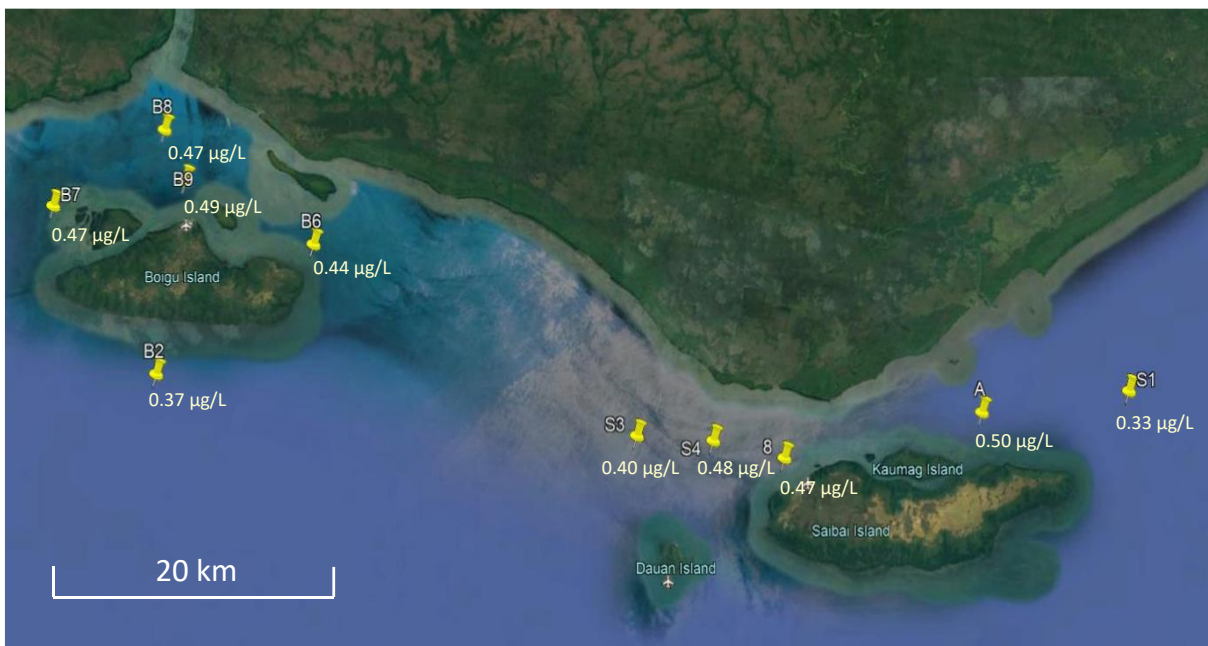 B8
0.47 µg/L
B9
0.49 µg/L
B7
0.47 µg/L
B6
0.44 µg/L
Boigu Island
B2
0.37 µg/L
S3
0.40 µg/L
S4
0.48 µg/L
8
0.47 µg/L
A
0.50 µg/L
S1
0.33 µg/L
Kaumag Island
Saibai Island
Dauan Island
20 km